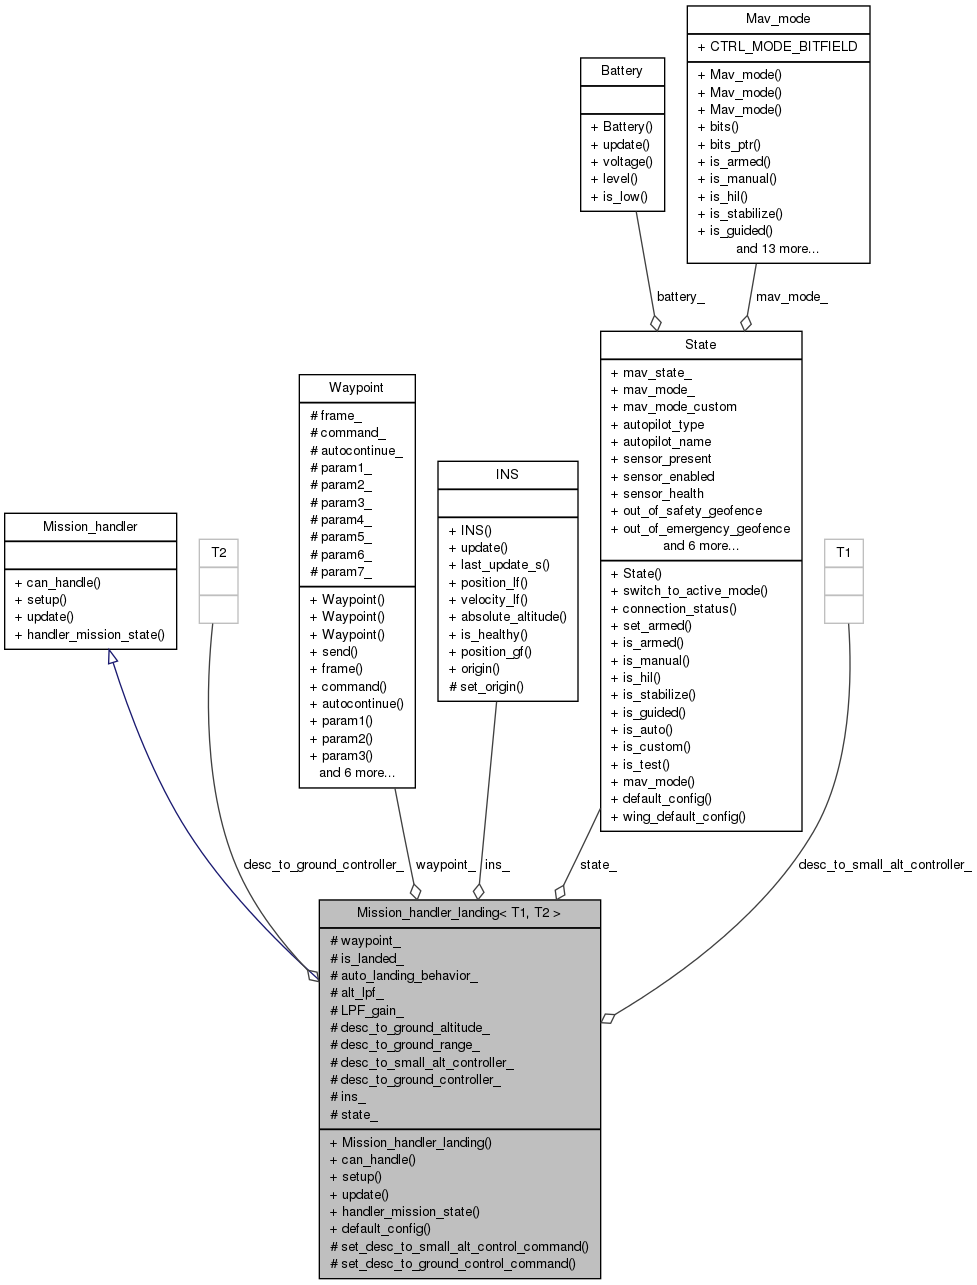 Mav_mode
+ CTRL_MODE_BITFIELD
+ Mav_mode()
+ Mav_mode()
+ Mav_mode()
+ bits()
+ bits_ptr()
+ is_armed()
+ is_manual()
+ is_hil()
+ is_stabilize()
+ is_guided()
and 13 more...
Battery
+ Battery()
+ update()
+ voltage()
+ level()
+ is_low()
battery_
mav_mode_
State
+ mav_state_
+ mav_mode_
+ mav_mode_custom
+ autopilot_type
+ autopilot_name
+ sensor_present
+ sensor_enabled
+ sensor_health
+ out_of_safety_geofence
+ out_of_emergency_geofence
and 6 more...
+ State()
+ switch_to_active_mode()
+ connection_status()
+ set_armed()
+ is_armed()
+ is_manual()
+ is_hil()
+ is_stabilize()
+ is_guided()
+ is_auto()
+ is_custom()
+ is_test()
+ mav_mode()
+ default_config()
+ wing_default_config()
Waypoint
# frame_
# command_
# autocontinue_
# param1_
# param2_
# param3_
# param4_
# param5_
# param6_
# param7_
+ Waypoint()
+ Waypoint()
+ Waypoint()
+ send()
+ frame()
+ command()
+ autocontinue()
+ param1()
+ param2()
+ param3()
and 6 more...
INS
+ INS()
+ update()
+ last_update_s()
+ position_lf()
+ velocity_lf()
+ absolute_altitude()
+ is_healthy()
+ position_gf()
+ origin()
# set_origin()
Mission_handler
+ can_handle()
+ setup()
+ update()
+ handler_mission_state()
T2
T1
desc_to_ground_controller_
waypoint_
ins_
state_
desc_to_small_alt_controller_
Mission_handler_landing< T1, T2 >
# waypoint_
# is_landed_
# auto_landing_behavior_
# alt_lpf_
# LPF_gain_
# desc_to_ground_altitude_
# desc_to_ground_range_
# desc_to_small_alt_controller_
# desc_to_ground_controller_
# ins_
# state_
+ Mission_handler_landing()
+ can_handle()
+ setup()
+ update()
+ handler_mission_state()
+ default_config()
# set_desc_to_small_alt_control_command()
# set_desc_to_ground_control_command()